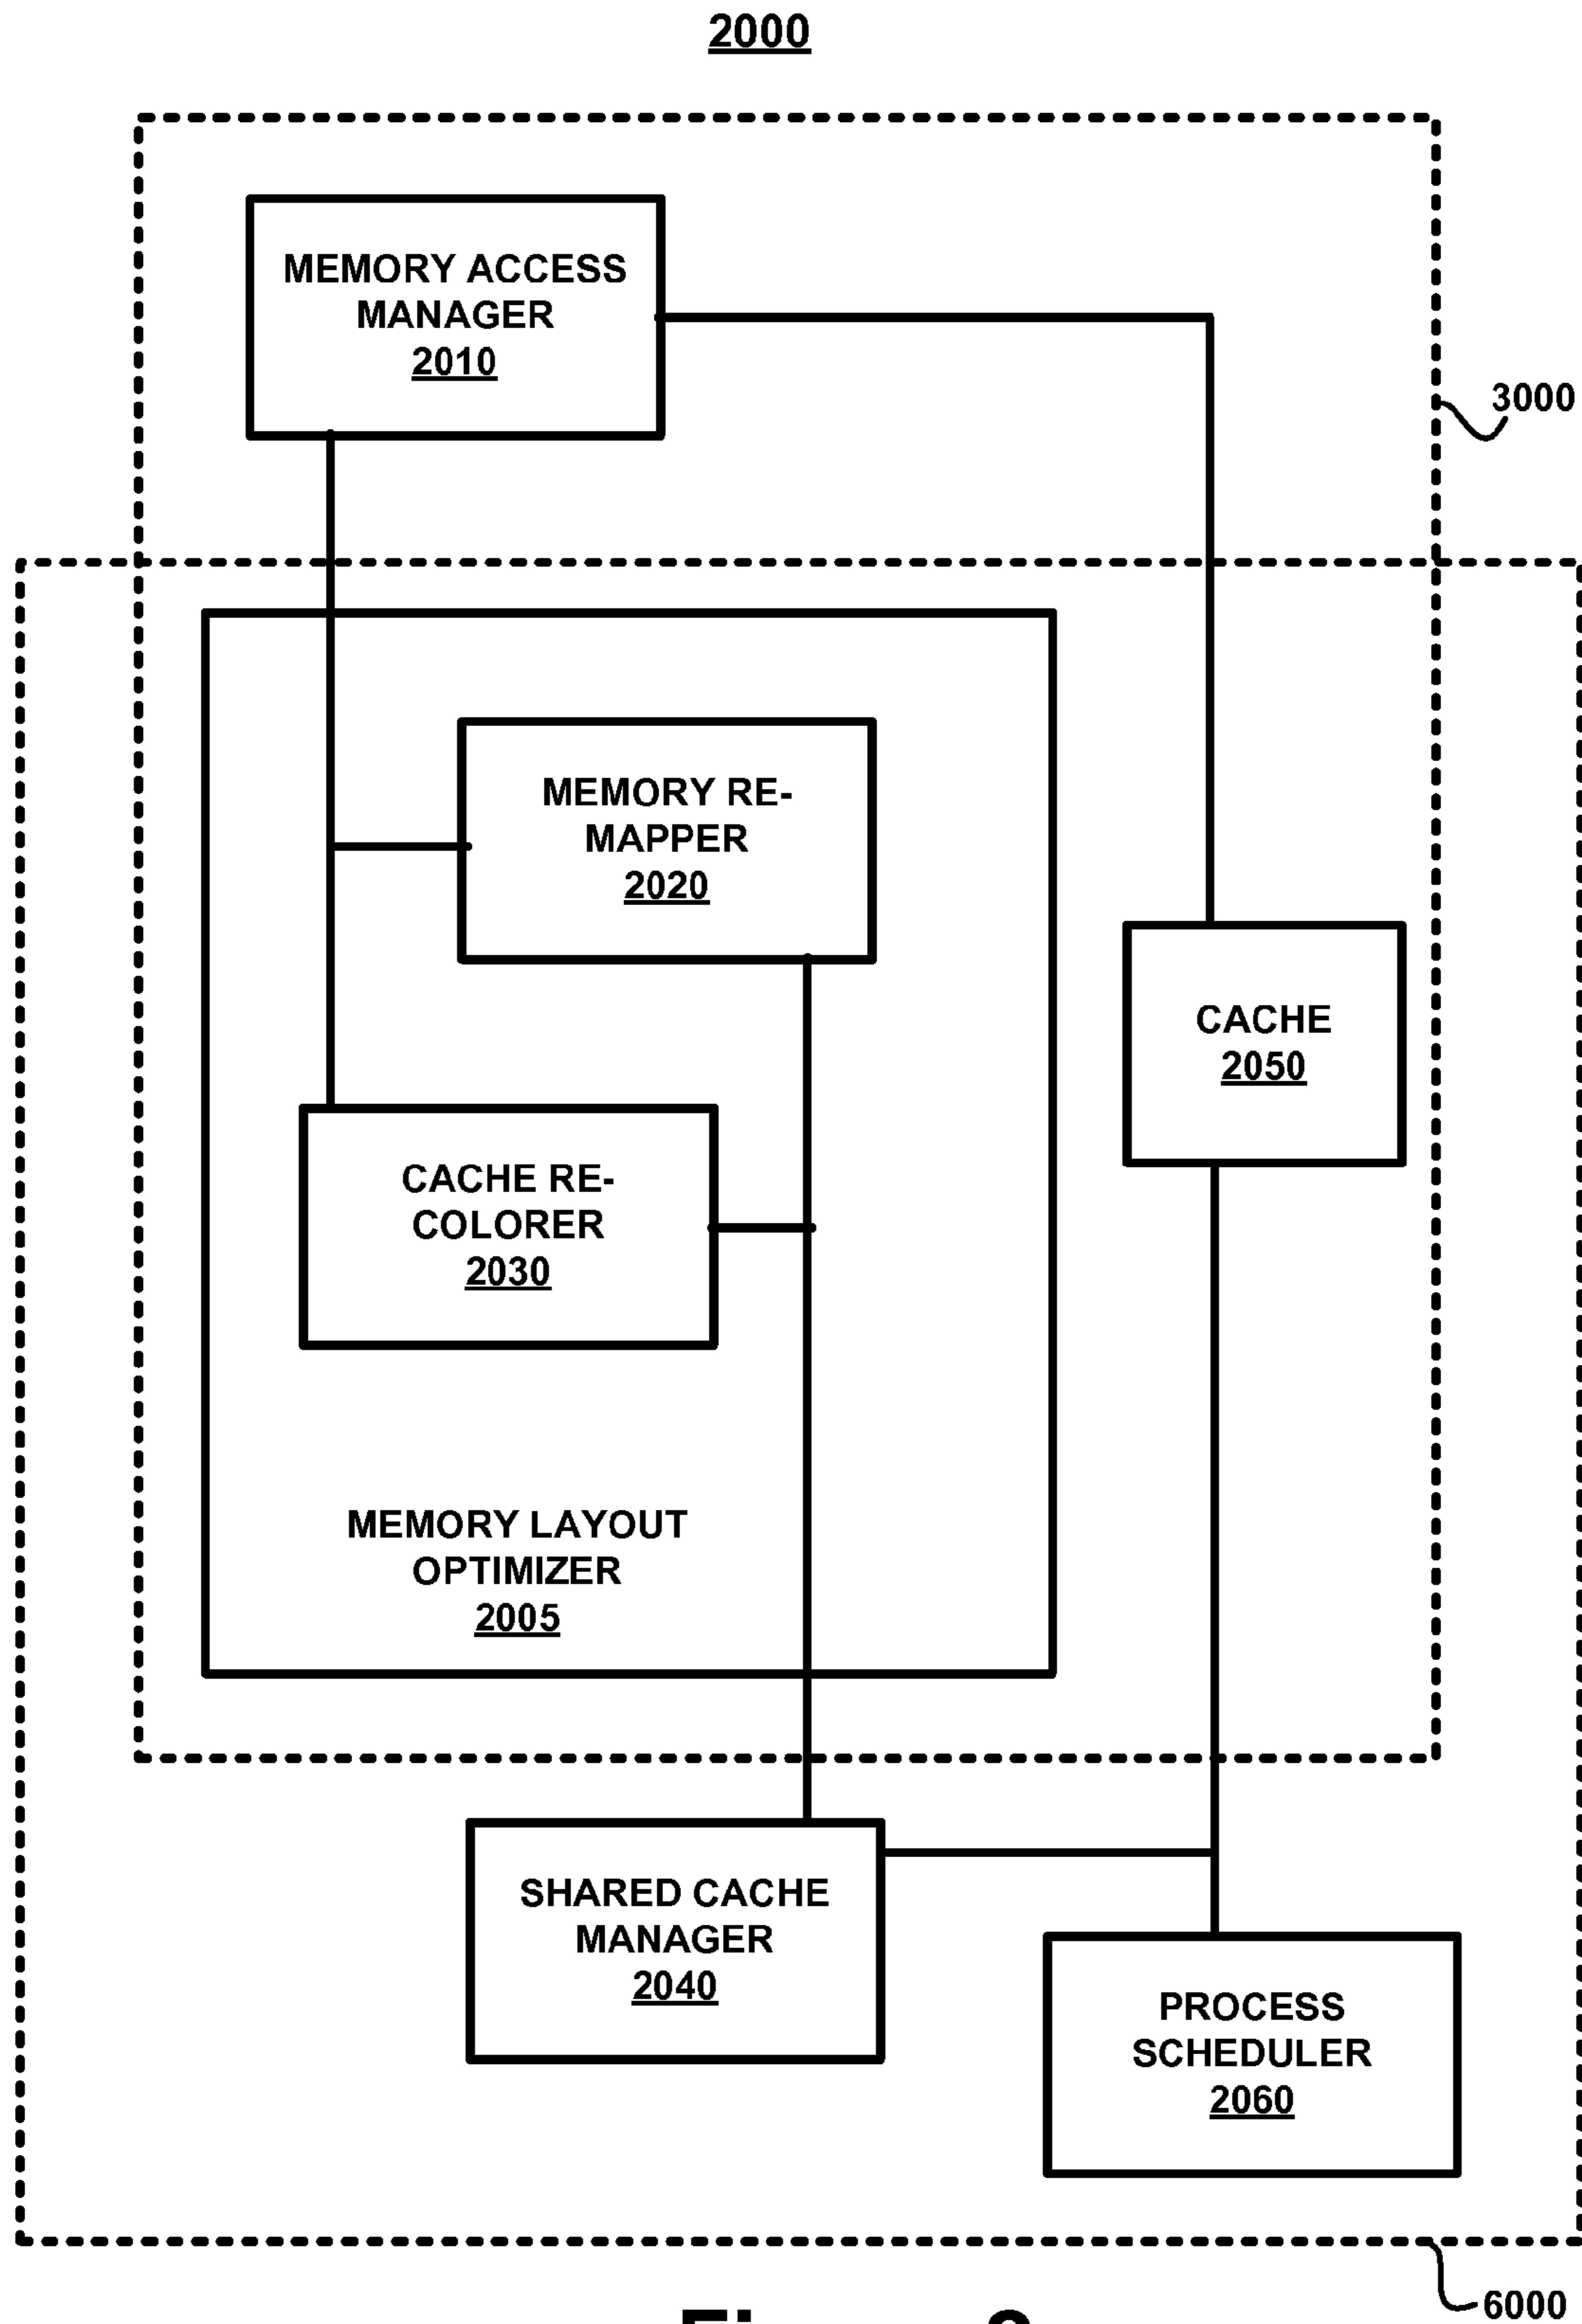 2000
MEMORY ACCESS
MANAGER
2010
3000
MEMORY RE-
MAPPER
2020
CACHE
2050
CACHE RE-
COLORER
2030
MEMORY LAYOUT
OPTIMIZER
2005
SHARED CACHE
MANAGER
2040
PROCESS
SCHEDULER
2060
6000